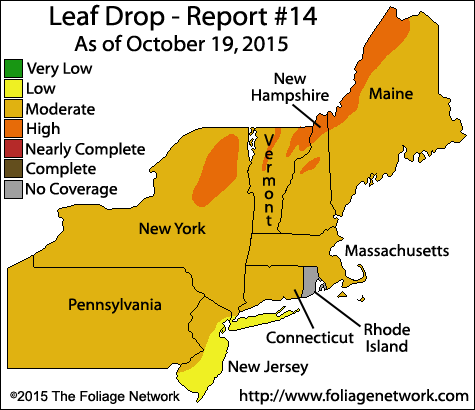 Leaf Drop - Report #14
As of October 19, 2015
Very Low
Low
Moderate
High
Nearly Complete
Complete
No Coverage
New
Hampshire
Maine
Vermont
New York
Massachusetts
Pennsylvania
Connecticut
Rhode
Island
New Jersey
©2015 The Foliage Network
http://www.foliagenetwork.com